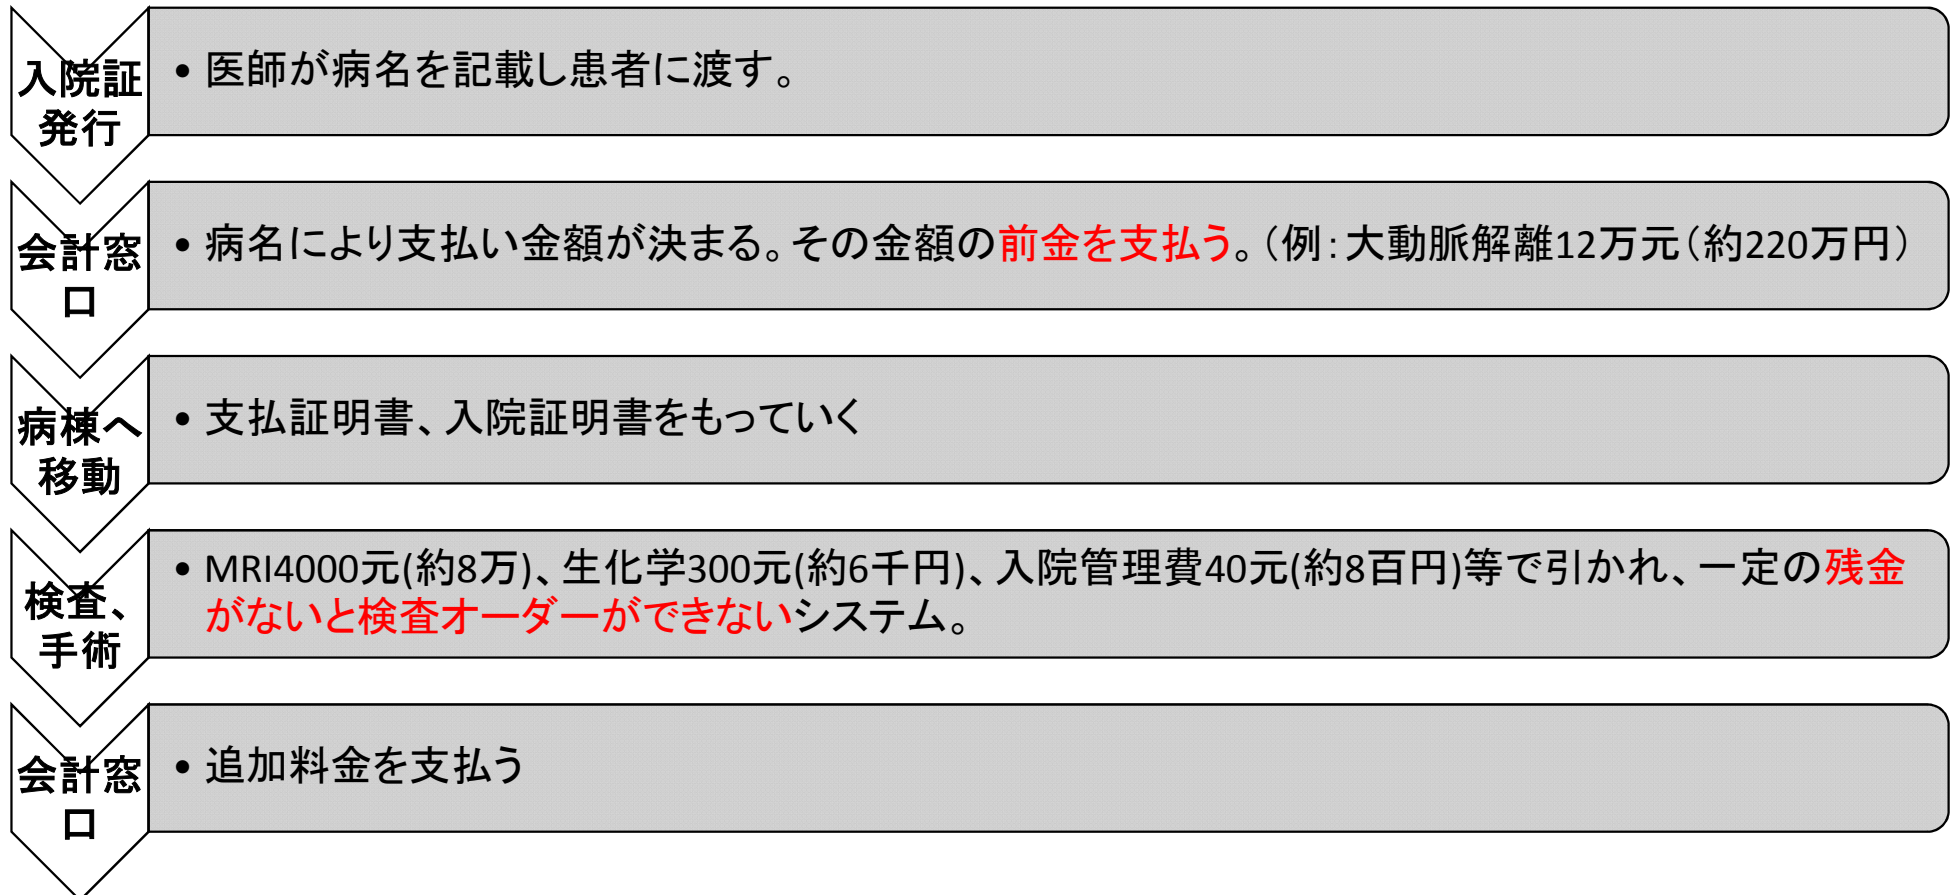 入院証
発行
• 医師が病名を記載し患者に渡す。
会計窓
口
• 病名により支払い金額が決まる。その金額の前金を支払う。（例：大動脈解離12万元（約220万円）
病棟へ
移動
• 支払証明書、入院証明書をもっていく
検査、
手術
• MRI4000元(約8万)、生化学300元(約6千円)、入院管理費40元(約8百円)等で引かれ、一定の残金
がないと検査オーダーができないシステム。
会計窓
口
• 追加料金を支払う